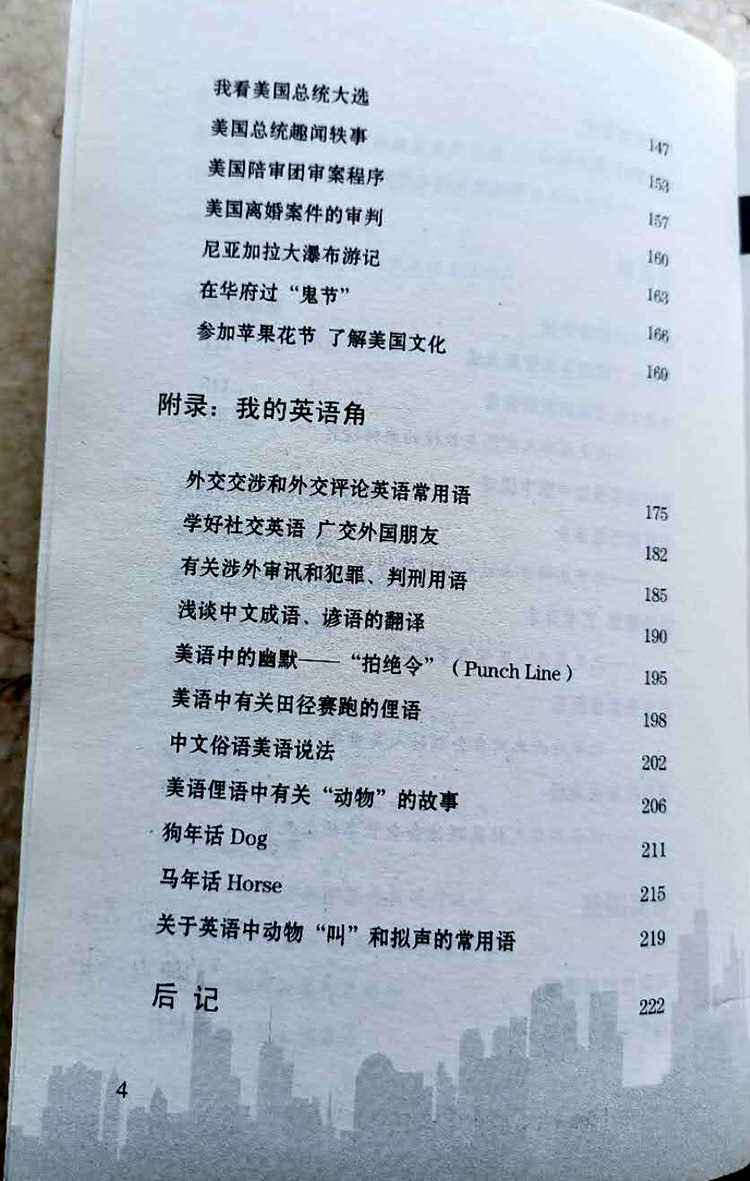 我看美国总统大选 147
美国总统趣闻轶事 153
美国陪审团审案程序 157
美国离婚案件的审判 160
尼亚加拉大瀑布游记 163
在华府过“鬼节” 166
参加苹果花节 了解美国文化 169
附录：我的英语角
外交交涉和外交评论英语常用语 175
学好社交英语 广交外国朋友 182
有关涉外审讯和犯罪、判刑用语 185
浅谈中文成语、谚语的翻译 190
美语中的幽默——“拍绝令”（Punch Line） 195
美语中有关田径赛跑的俚语 198
中文俗语美语说法 202
美语俚语中有关“动物”的故事 206
狗年话 Dog 211
马年话 Horse 215
关于英语中动物“叫”和拟声的常用语 219
后 记 222
4